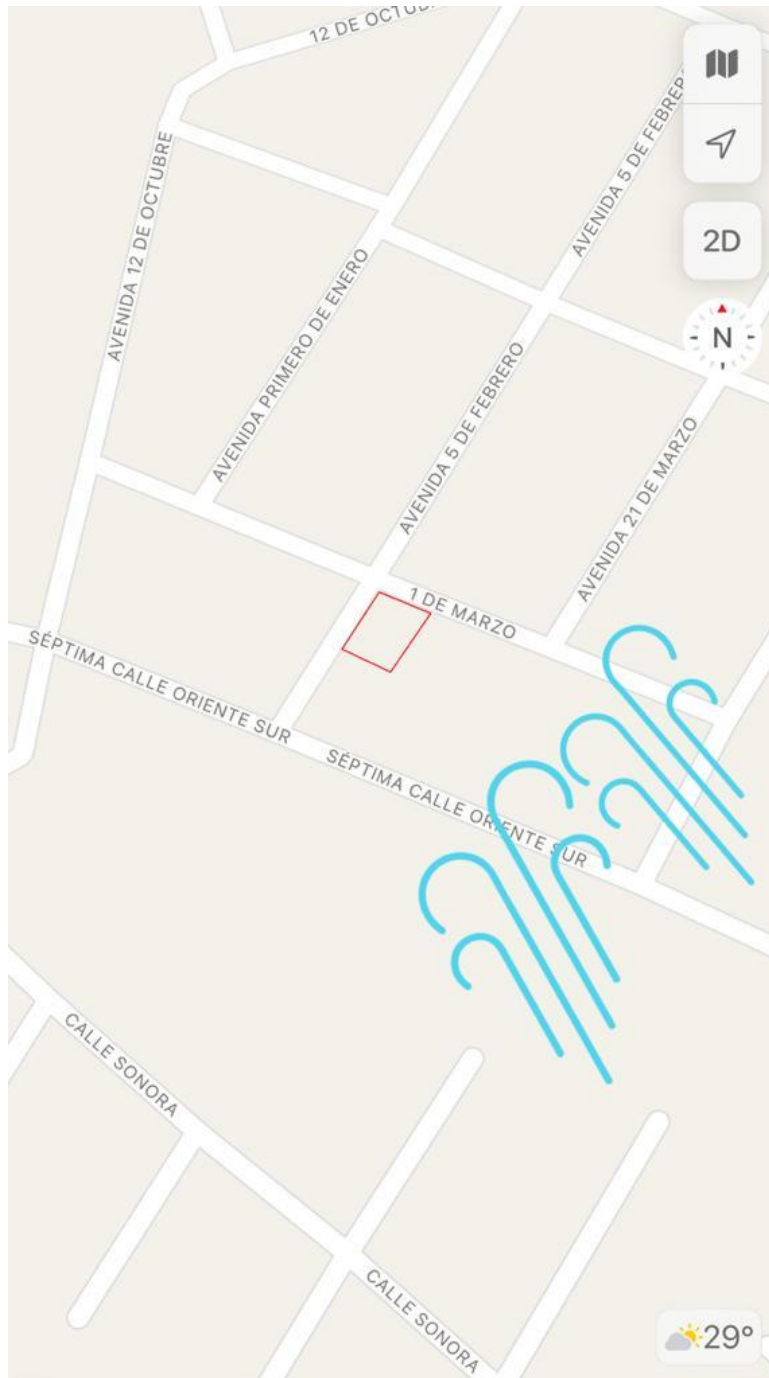 12 DE OCTUB
AVENIDA 5 DE FEBRERO
2D
AVENIDA 12 DE OCTUBRE
AVENIDA PRIMERO DE ENERO
N
AVENIDA 5 DE FEBRERO
AVENIDA 21 DE MARZO
1 DE MARZO
SÉPTIMA CALLE ORIENTE SUR
SÉPTIMA CALLE ORIENTE SUR
CALLE SONORA
CALLE SONORA
29°